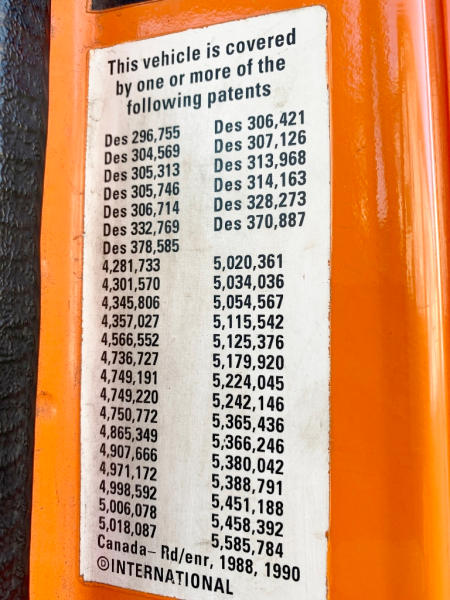 This vehicle is covered
by one or more of the
following patents
Des 296,755 Des 306,421
Des 304,569 Des 307,126
Des 305,313 Des 313,968
Des 305,746 Des 314,163
Des 306,714 Des 328,273
Des 332,769 Des 370,887
Des 378,585
4,281,733 5,020,361
4,301,570 5,034,036
4,345,806 5,054,567
4,357,027 5,115,542
4,566,552 5,125,376
4,736,727 5,179,920
4,749,191 5,224,045
4,749,220 5,242,146
4,750,772 5,365,436
4,865,349 5,366,246
4,907,666 5,380,042
4,971,172 5,388,791
4,998,592 5,451,188
5,006,078 5,458,392
5,018,087 5,585,784
Canada– Rd/enr, 1988, 1990
©INTERNATIONAL